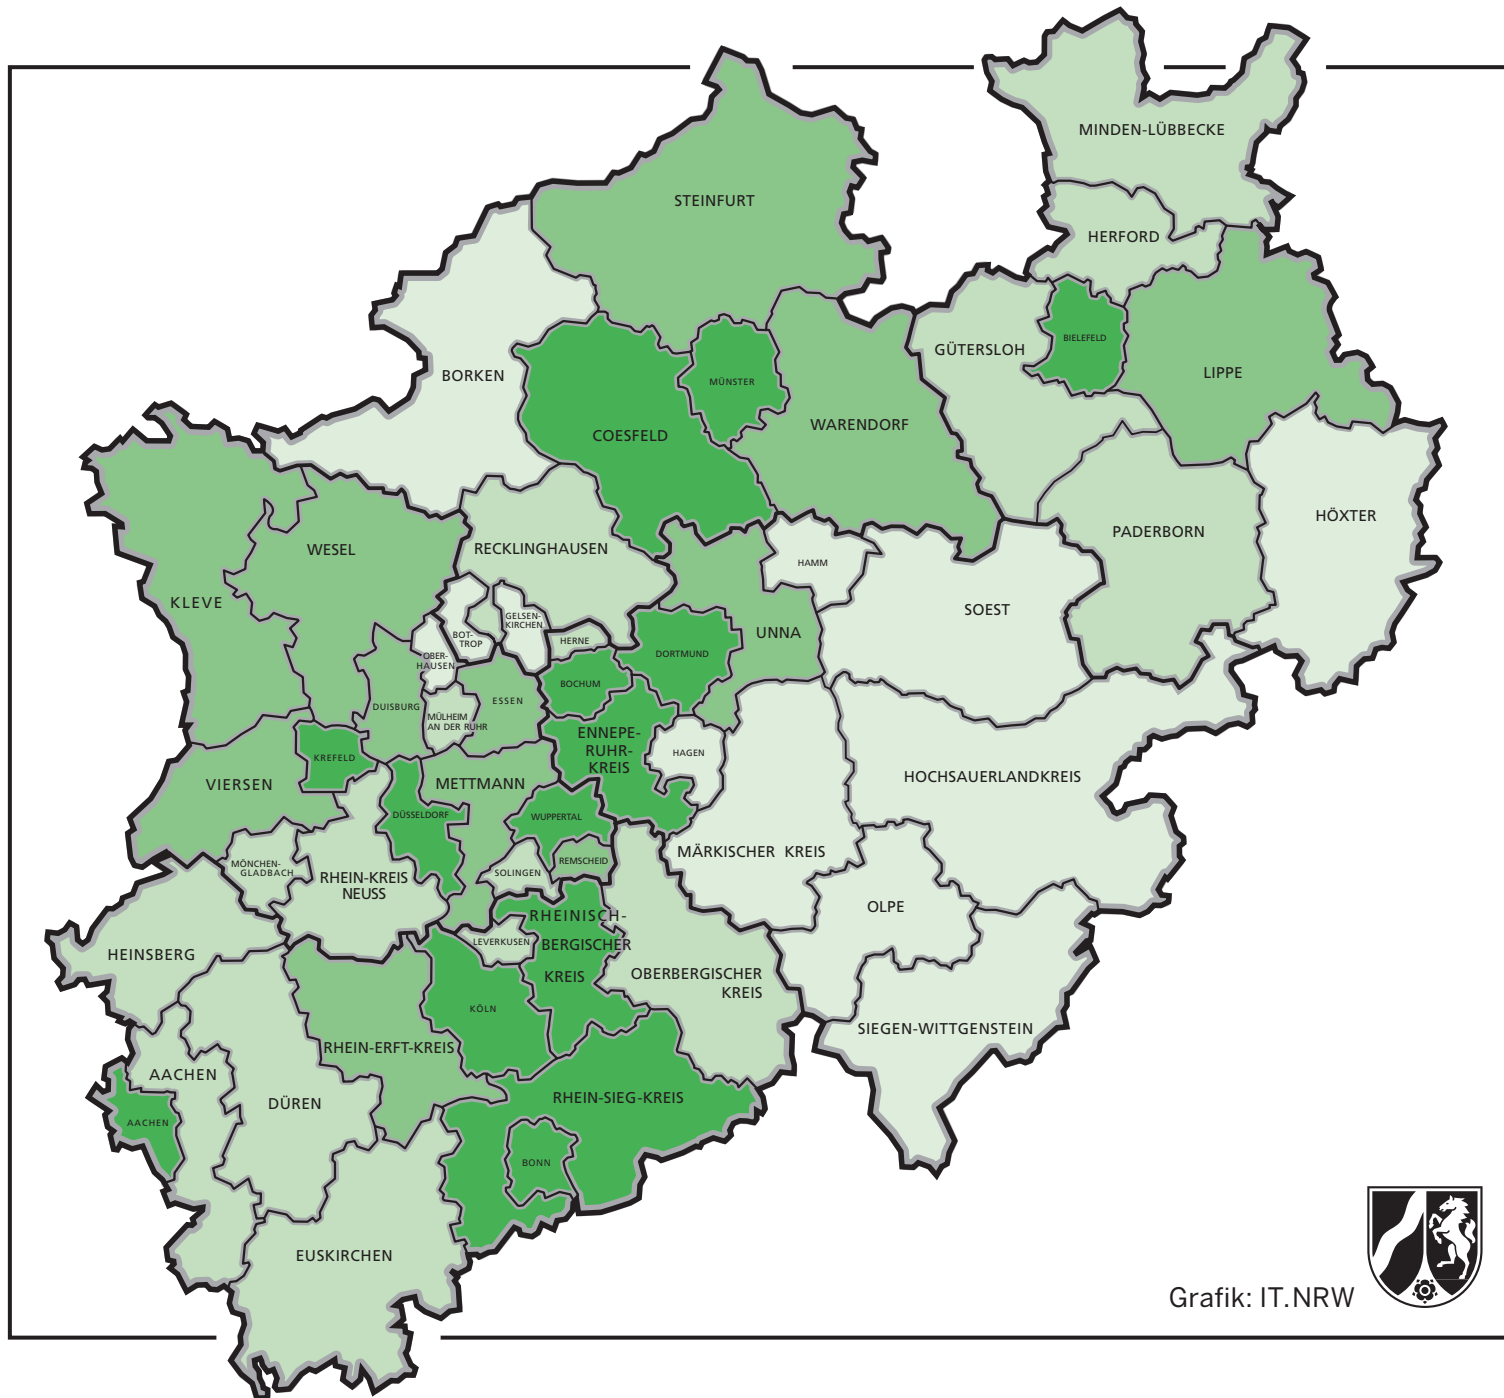 MINDEN-LÜBBECKE
STEINFURT
HERFORD
BIELEFELD
GÜTERSLOH
LIPPE
BORKEN
MÜNSTER
WARENDORF
COESFELD
HÖXTER
PADERBORN
RECKLINGHAUSEN
WESEL
HAMM
KLEVE
SOEST
GELSEN-
KIRCHEN
BOT-
TROP
HERNE
UNNA
OBER-
HAUSEN
DORTMUND
BOCHUM
ESSEN
DUISBURG
MÜLHEIM
AN DER RUHR
ENNEPE-
RUHR-
KREIS
HAGEN
KREFELD
HOCHSAUERLANDKREIS
VIERSEN
METTMANN
DÜSSELDORF
WUPPERTAL
MÄRKISCHER KREIS
MÖNCHEN-
GLADBACH
REMSCHEID
SOLINGEN
RHEIN-KREIS
NEUSS
OLPE
RHEINISCH-
BERGISCHER
KREIS
LEVERKUSEN
HEINSBERG
OBERBERGISCHER
KREIS
KÖLN
SIEGEN-WITTGENSTEIN
RHEIN-ERFT-KREIS
AACHEN
DÜREN
RHEIN-SIEG-KREIS
AACHEN
BONN
EUSKIRCHEN
Grafik: IT.NRW